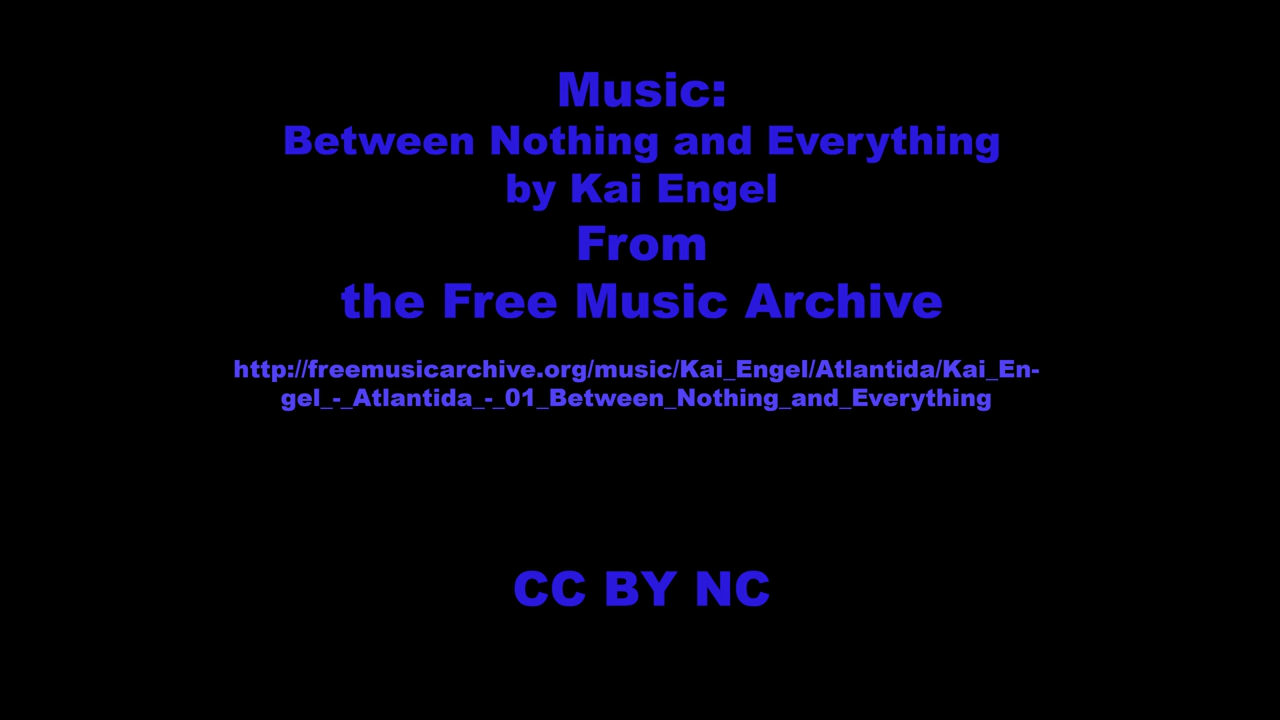 Music:
Between Nothing and Everything
by Kai Engel
From
the Free Music Archive
http://freemusicarchive.org/music/Kai_Engel/Atlantida/Kai_En-
gel_-_Atlantida_-_01_Between_Nothing_and_Everything
CC BY NC